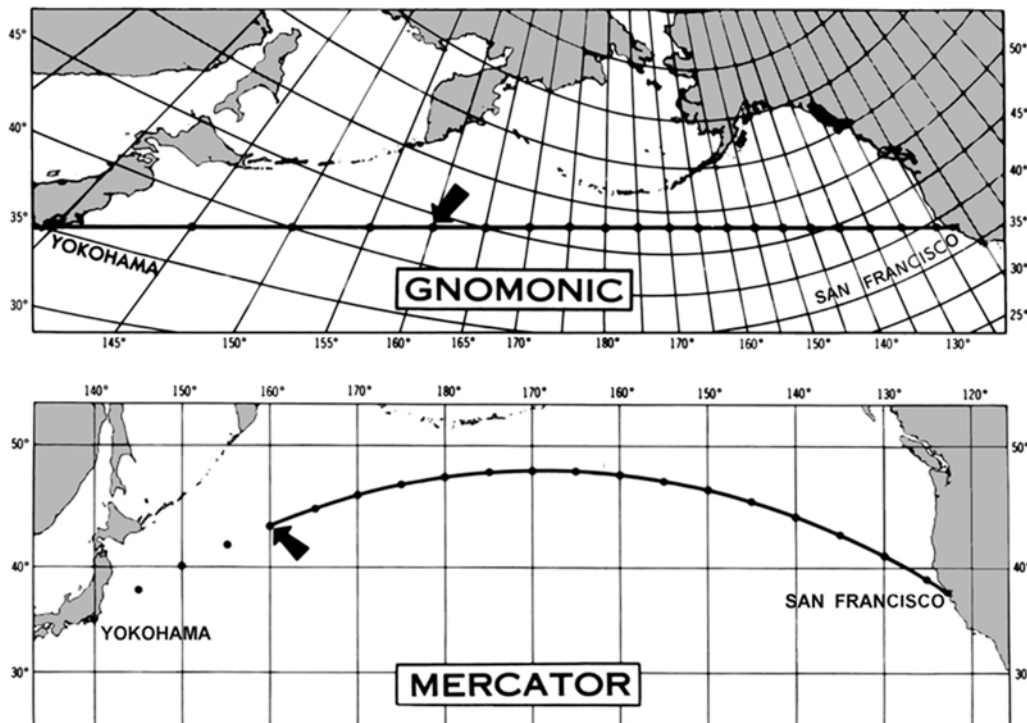 45° 50°
40° 45°
40°
35° 35°
YOKOHAMA
SAN FRANCISCO
30°
GNOMONIC
30° 25°
145° 150° 155° 160° 165° 170° 180° 170° 160° 150° 140° 130°
140° 150° 160° 170° 180° 170° 160° 150° 140° 130° 120°
50° 50°
40° 40°
SAN FRANCISCO
YOKOHAMA
30° 30°
MERCATOR